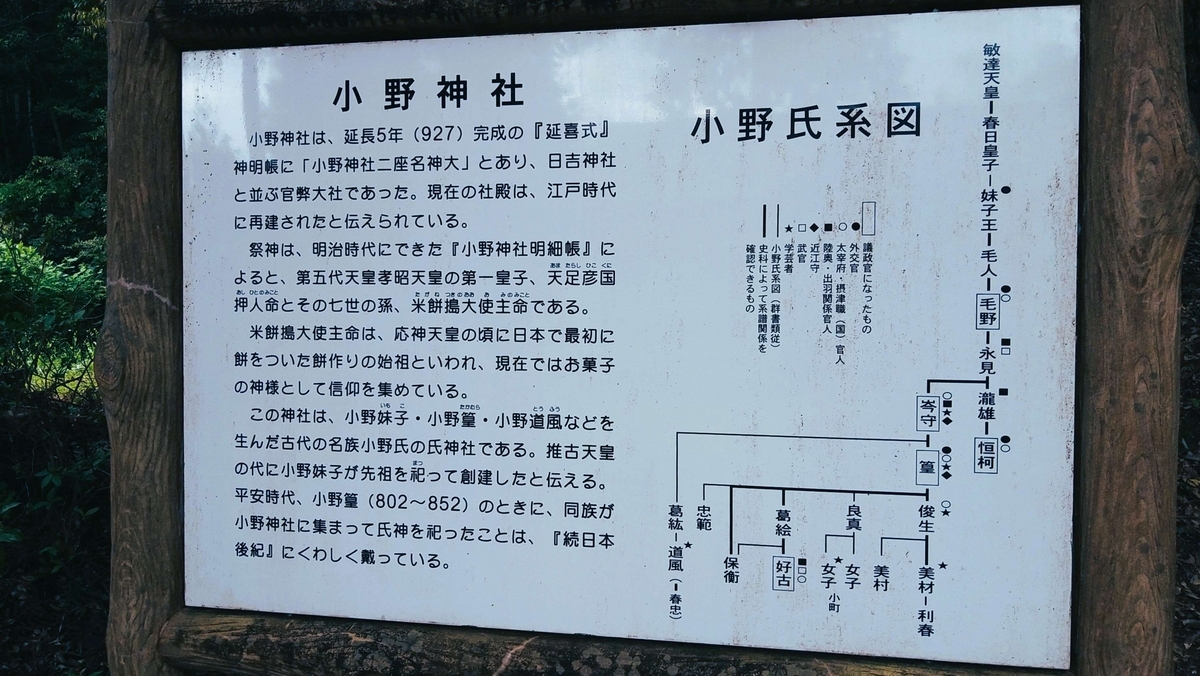 小野神社
小野神社は、延長5年（927）完成の『延喜式』
神明帳に「小野神社二座名神大」とあり、日吉神社
と並ぶ官弊大社であった。現在の社殿は、江戸時代
に再建されたと伝えられている。
祭神は、明治時代にできた『小野神社明細帳』に
よると、第五代天皇孝昭天皇の第一皇子、天足彦国
押人命とその七世の孫、米餅搗大使主命である。
米餅搗大使主命は、応神天皇の頃に日本で最初に
餅をついた餅作りの始祖といわれ、現在ではお菓子
の神様として信仰を集めている。
この神社は、小野妹子・小野篁・小野道風などを
生んだ古代の名族小野氏の氏神社である。推古天皇
の代に小野妹子が先祖を祀って創建したと伝える。
平安時代、小野篁（802～852）のときに、同族が
小野神社に集まって氏神を祀ったことは、『続日本
後紀』にくわしく戴っている。
小野氏系図
議政官になったもの
● 外交官
○ 太宰府・摂津職（国）官人
■ 陸奥・出羽関係官人
◆ 近江守
□ 武官
★ 学芸者
小野氏系図（群書類従）
史科によって系譜関係を
確認できるもの
敏達天皇ー春日皇子ー妹子王ー毛人ー毛野ー永見
●
●○
■□
岑守
○■★◆
瀧雄ー恒柯
■
●○
篁
●○★◆
俊生
○★
良真
葛絵
忠範
葛紘ー道風（ー春忠）
★
美材ー利春
★
美村
女子
女子 小町
★
好古
■□○
保衡